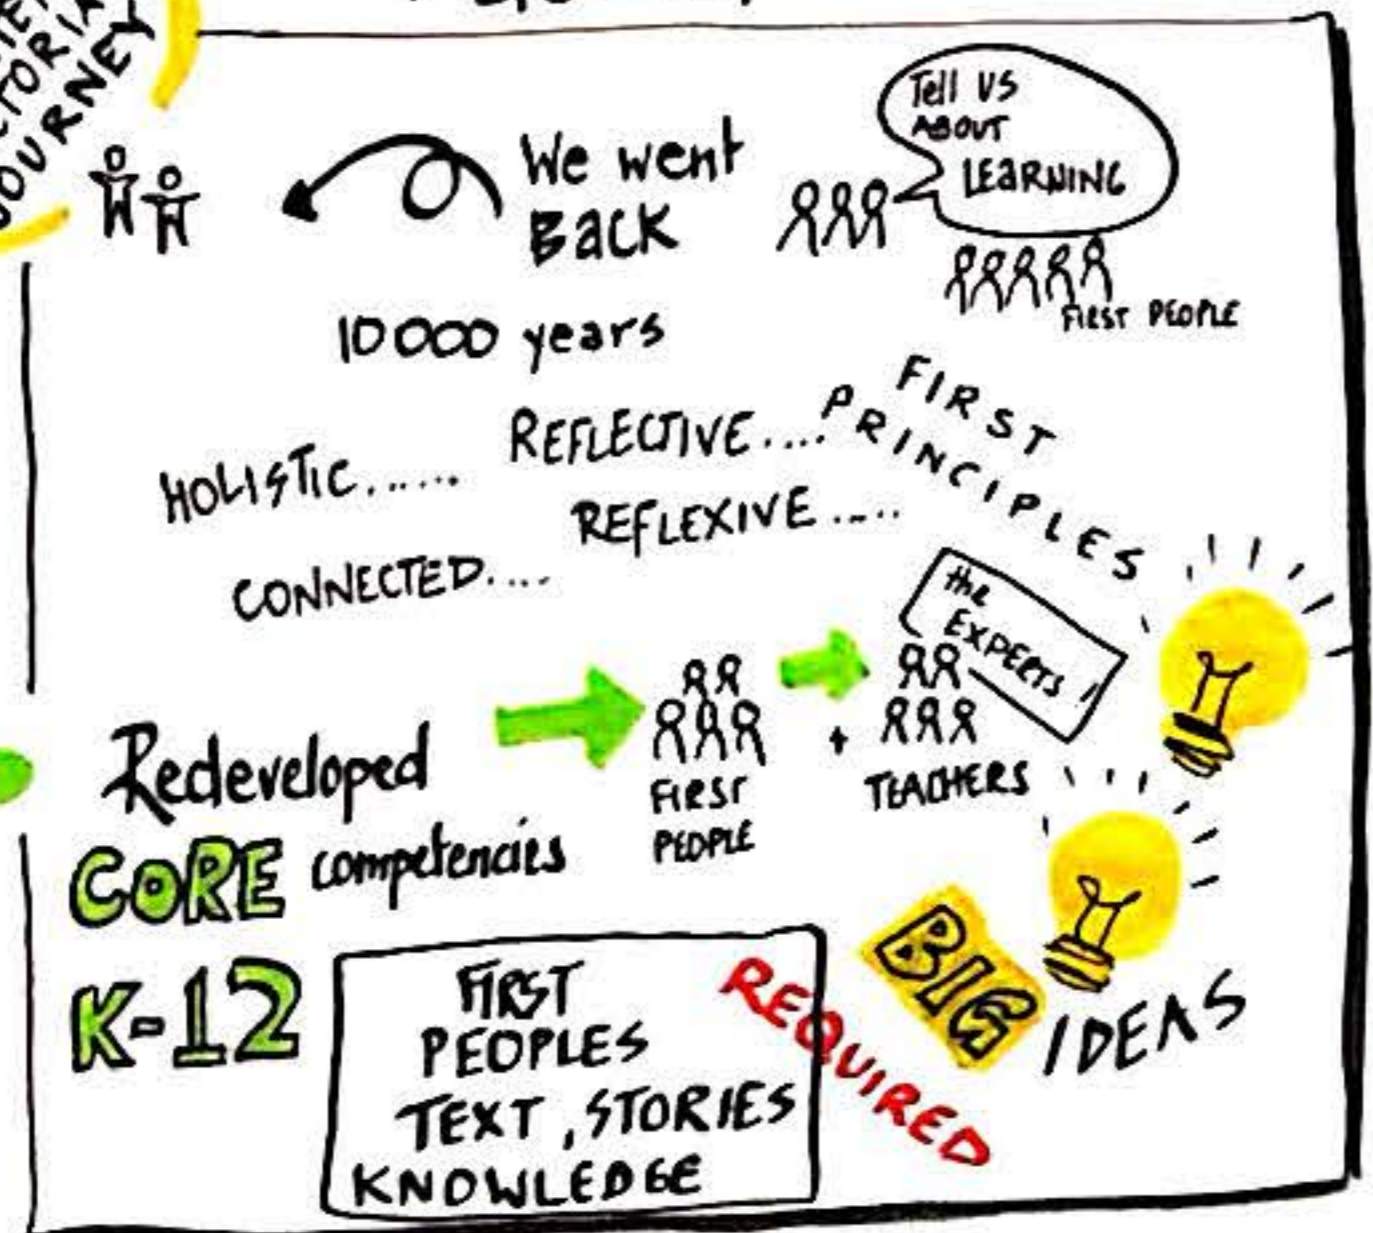 JOURNEY
We went
BACK
10000 years
Tell US
ABOUT
LEARNING
FIRST PEOPLE
HOLISTIC......
REFLECTIVE....
REFLEXIVE.....
CONNECTED....
FIRST
PRINCIPLES
the
EXPERTS!
Redeveloped
CORE competencies
K-12
FIRST
PEOPLE
+
TEACHERS
BIG
IDEAS
FIRST
PEOPLES
TEXT, STORIES
KNOWLEDGE
REQUIRED